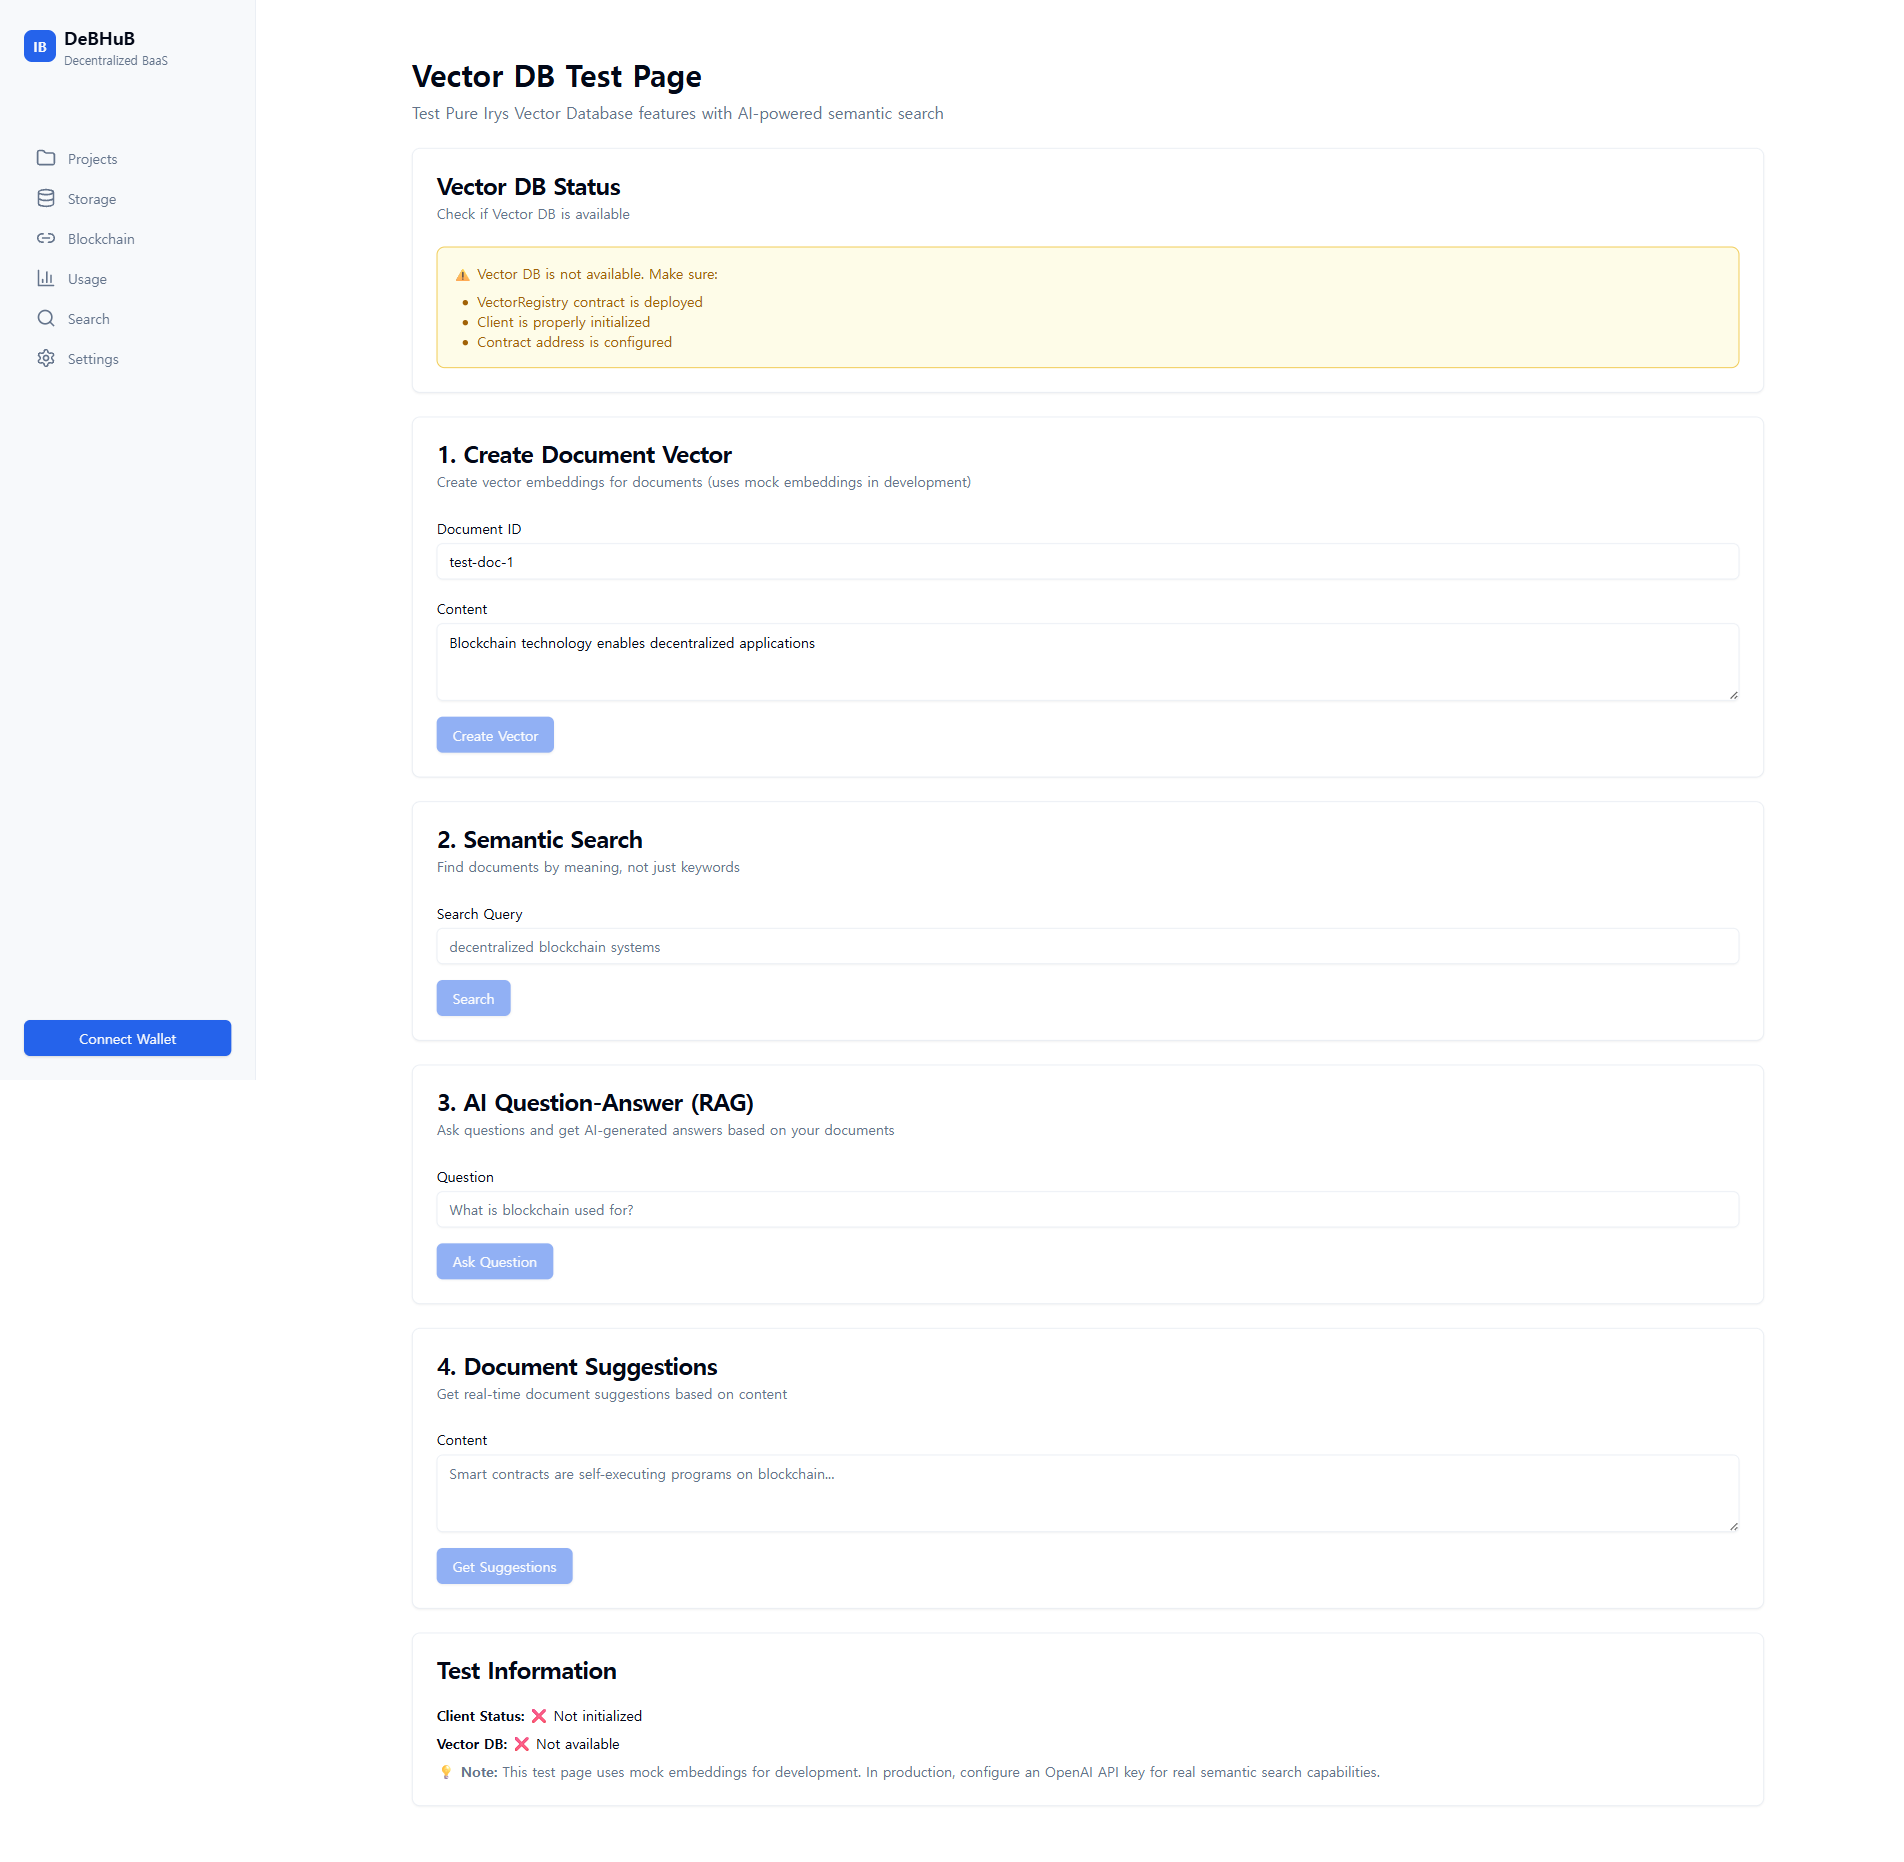 IB
DeBHuB
Decentralized BaaS
Projects
Storage
Blockchain
Usage
Search
Settings
Connect Wallet
Vector DB Test Page
Test Pure Irys Vector Database features with AI-powered semantic search
Vector DB Status
Check if Vector DB is available
⚠️ Vector DB is not available. Make sure:
• VectorRegistry contract is deployed
• Client is properly initialized
• Contract address is configured
1. Create Document Vector
Create vector embeddings for documents (uses mock embeddings in development)
Document ID
test-doc-1
Content
Blockchain technology enables decentralized applications
Create Vector
2. Semantic Search
Find documents by meaning, not just keywords
Search Query
decentralized blockchain systems
Search
3. AI Question-Answer (RAG)
Ask questions and get AI-generated answers based on your documents
Question
What is blockchain used for?
Ask Question
4. Document Suggestions
Get real-time document suggestions based on content
Content
Smart contracts are self-executing programs on blockchain...
Get Suggestions
Test Information
Client Status: ❌ Not initialized
Vector DB: ❌ Not available
💡 Note: This test page uses mock embeddings for development. In production, configure an OpenAI API key for real semantic search capabilities.